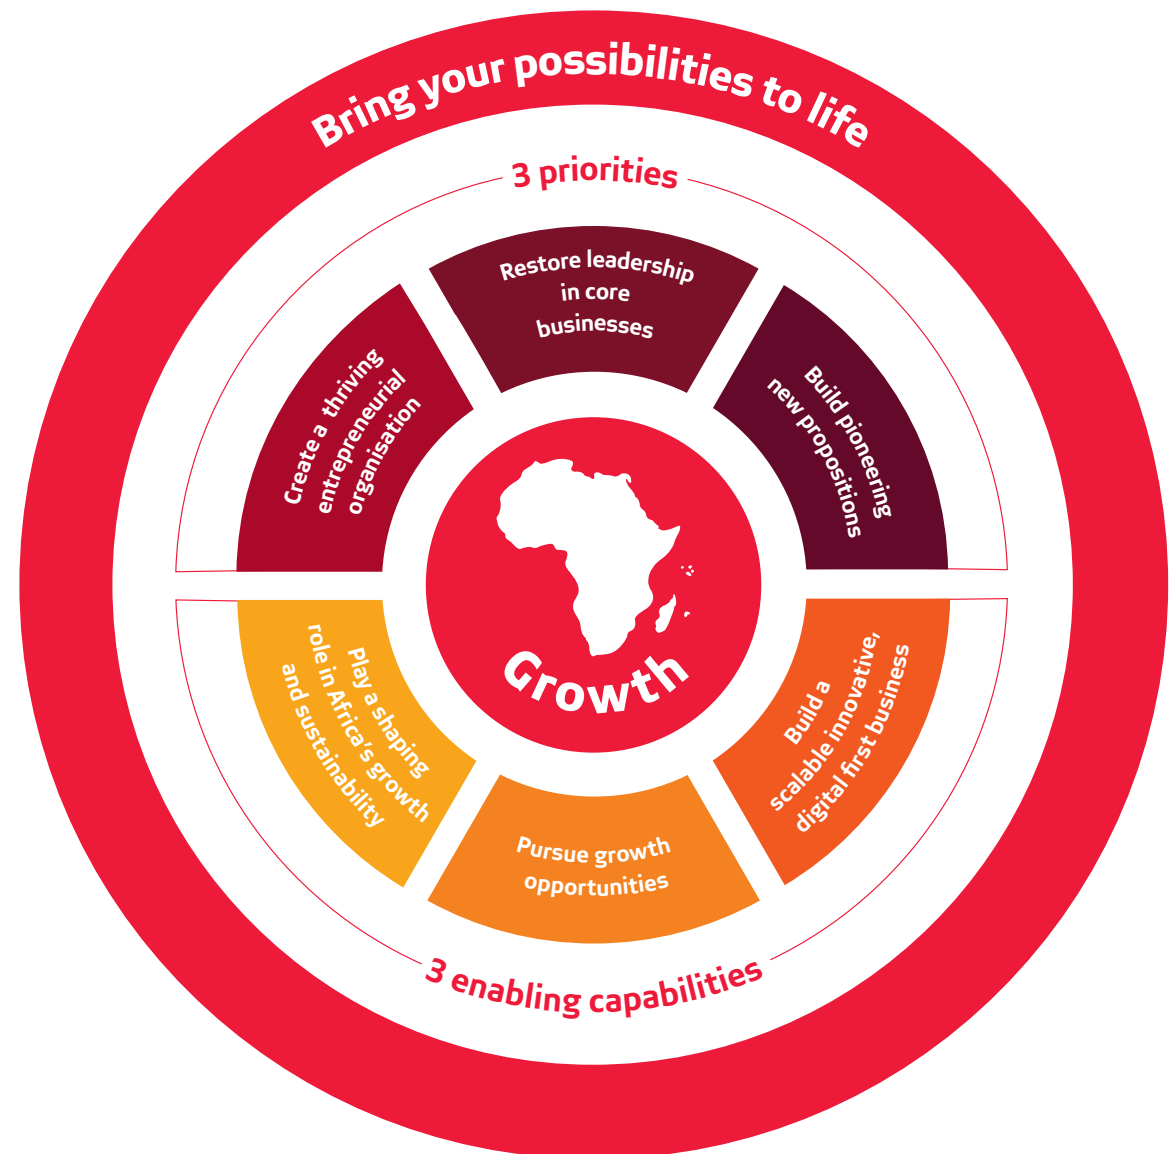 Bring your possibilities to life
3 priorities
Create a thriving
entrepreneurial
organisation
Restore leadership
in core
businesses
Build pioneering
new propositions
Growth
Play a shaping
role in Africa's growth
and sustainability
Pursue growth
opportunities
Build a
scalable innovative,
digital first business
3 enabling capabilities